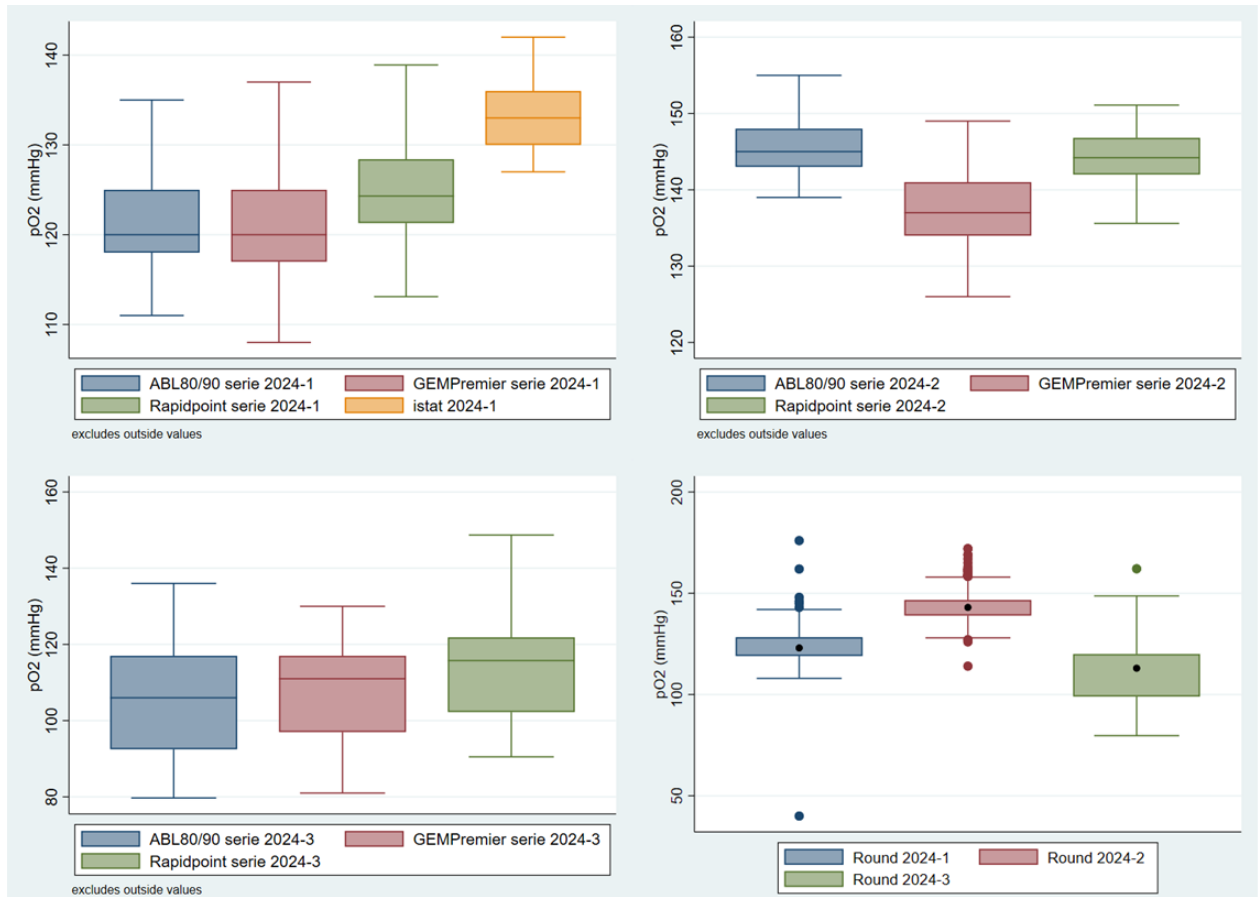 pO2 (mmHg)
140
130
120
110
ABL80/90 serie 2024-1
GEMPremier serie 2024-1
Rapidpoint serie 2024-1
istat 2024-1
excludes outside values
pO2 (mmHg)
160
150
140
130
120
ABL80/90 serie 2024-2
GEMPremier serie 2024-2
Rapidpoint serie 2024-2
excludes outside values
pO2 (mmHg)
160
140
120
100
80
ABL80/90 serie 2024-3
GEMPremier serie 2024-3
Rapidpoint serie 2024-3
excludes outside values
pO2 (mmHg)
200
150
100
50
Round 2024-1
Round 2024-2
Round 2024-3